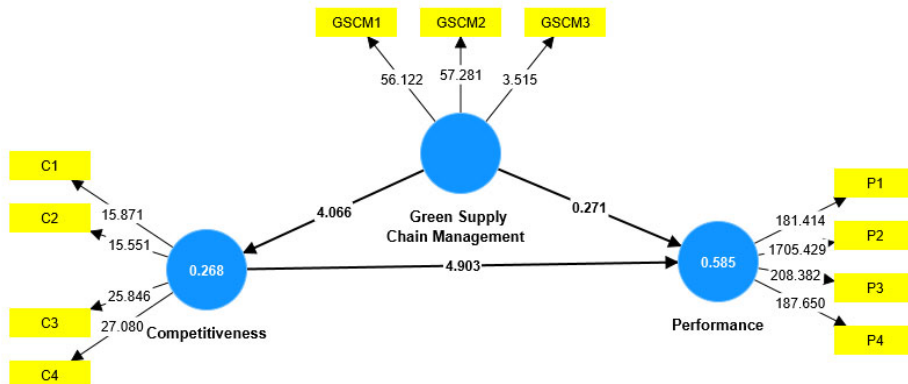 GSCM1
GSCM2
GSCM3
56.122
57.281
3.515
C1
C2
C3
C4
15.871
15.551
25.846
27.080
4.066
0.271
Green Supply
Chain Management
0.268
4.903
0.585
Competitiveness
Performance
P1
P2
P3
P4
181.414
1705.429
208.382
187.650